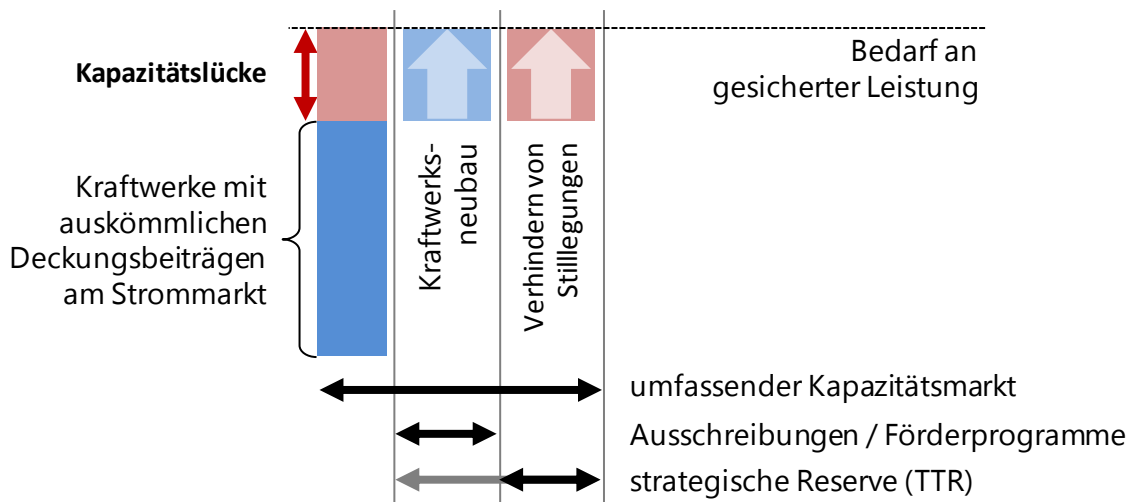 Bedarf an
gesicherter Leistung
Kapazitätslücke
Kraftwerke mit
auskömmlichen
Deckungsbeiträgen
am Strommarkt
Kraftwerks-
neubau
Verhindern von
Stilllegungen
umfassender Kapazitätsmarkt
Ausschreibungen / Förderprogramme
strategische Reserve (TTR)